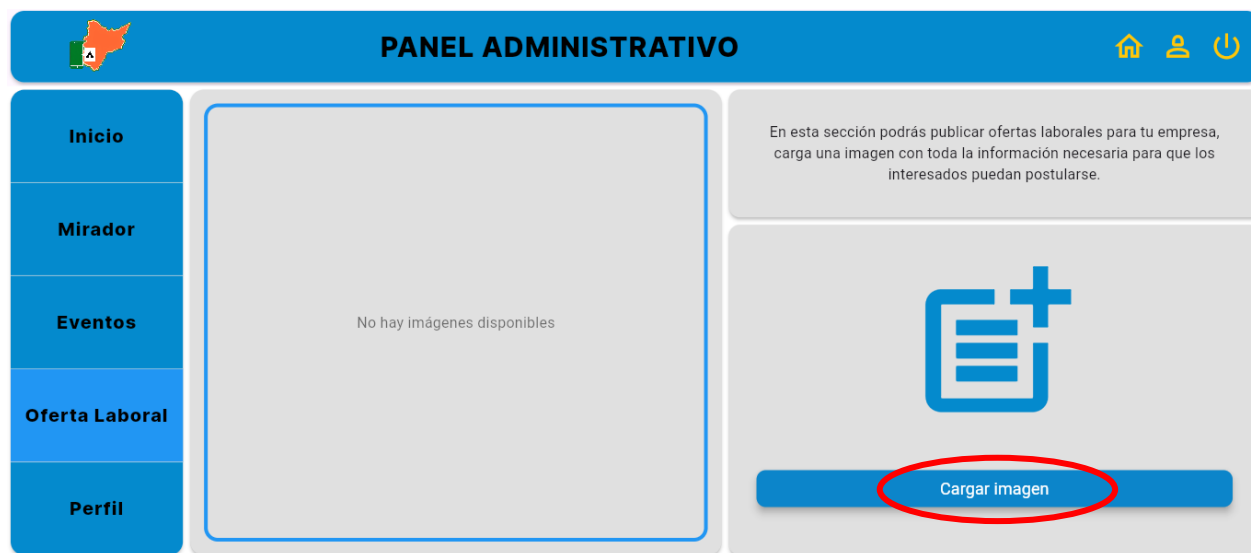 PANEL ADMINISTRATIVO
Inicio
Mirador
Eventos
Oferta Laboral
Perfil
No hay imágenes disponibles
En esta sección podrás publicar ofertas laborales para tu empresa,
carga una imagen con toda la información necesaria para que los
interesados puedan postularse.
Cargar imagen